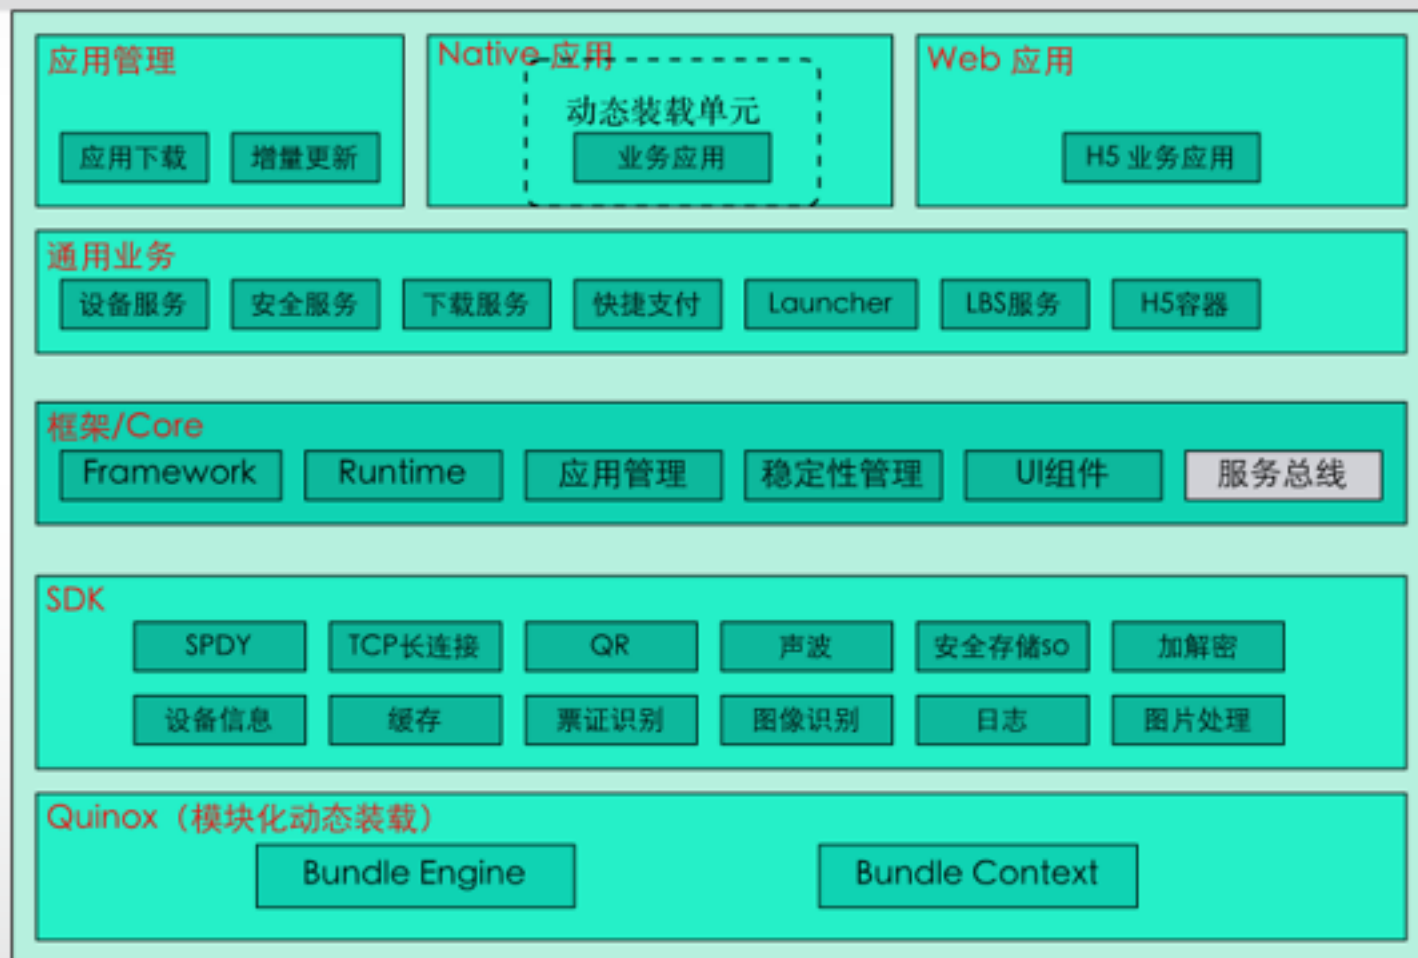 应用管理
Native 应用
Web 应用
动态装载单元
应用下载
增量更新
业务应用
H5 业务应用
通用业务
设备服务
安全服务
下载服务
快捷支付
Launcher
LBS服务
H5容器
框架/Core
Framework
Runtime
应用管理
稳定性管理
UI组件
服务总线
SDK
SPDY
TCP长连接
QR
声波
安全存储so
加解密
设备信息
缓存
票证识别
图像识别
日志
图片处理
Quinox（模块化动态装载）
Bundle Engine
Bundle Context